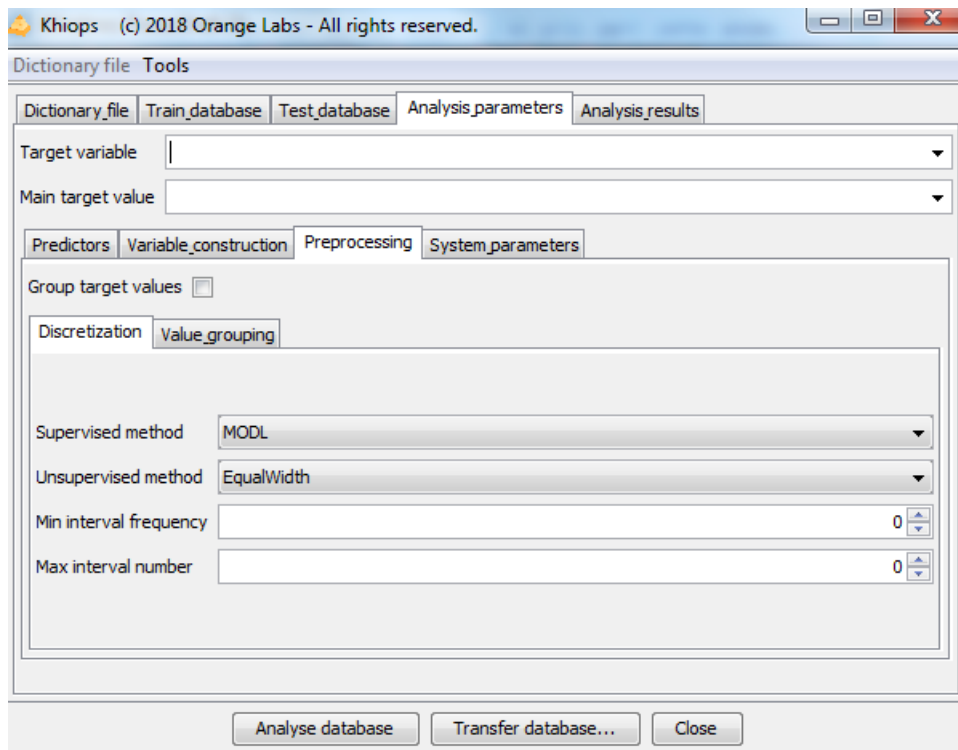 Khiops (c) 2018 Orange Labs - All rights reserved.
Dictionary file Tools
Dictionary_file Train_database Test_database Analysis_parameters Analysis_results
Target variable
Main target value
Predictors Variable_construction Preprocessing System_parameters
Group target values
Discretization Value_grouping
Supervised method MODL
Unsupervised method EqualWidth
Min interval frequency 0
Max interval number 0
Analyse database Transfer database... Close